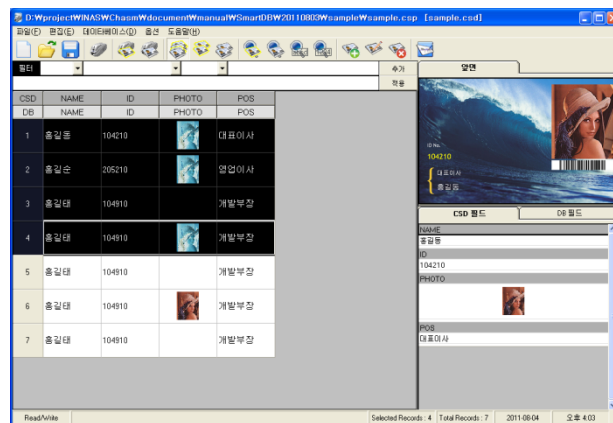 D:₩project₩INAS₩Chasm₩document₩manual₩SmartDB₩20110803₩sample₩sample.csp [sample.csd]
파일(F) 편집(E) 데이터베이스(D) 옵션 도움말(H)
필터 추가
적용
CSD NAME ID PHOTO POS
DB NAME ID PHOTO POS
1 홍길동 104210 대표이사
2 홍길순 205210 영업이사
3 홍길태 104910 개발부장
4 홍길태 104910 개발부장
5 홍길태 104910 개발부장
6 홍길태 104910 개발부장
7 홍길태 104910 개발부장
앞면
ID No.
104210
대표이사
홍길동
CSD 필드 DB 필드
NAME
홍길동
ID
104210
PHOTO
POS
대표이사
Read/Write Selected Records : 4 Total Records : 7 2011-08-04 오후 4:03